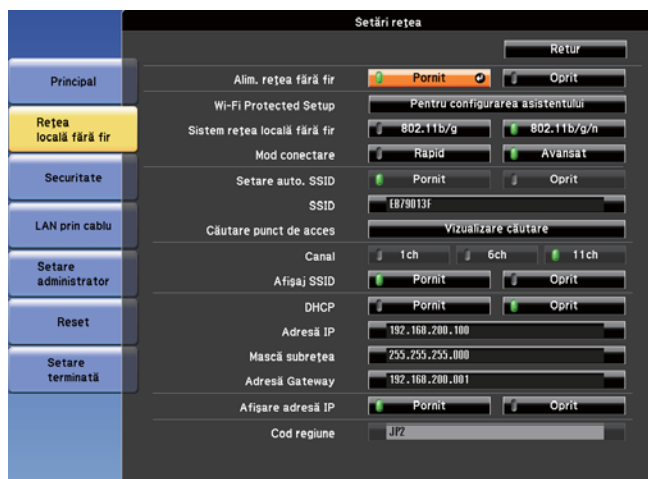 Setări rețea
Retur
Principal
Rețea
locală fără fir
Securitate
LAN prin cablu
Setare
administrator
Reset
Setare
terminată
Alim. rețea fără fir Pornit Oprit
Wi-Fi Protected Setup Pentru configurarea asistentului
Sistem rețea locală fără fir 802.11b/g 802.11b/g/n
Mod conectare Rapid Avansat
Setare auto. SSID Pornit Oprit
SSID EB79013F
Căutare punct de acces Vizualizare căutare
Canal 1ch 6ch 11ch
Afișaj SSID Pornit Oprit
DHCP Pornit Oprit
Adresă IP 192.168.200.100
Mască subrețea 255.255.255.000
Adresă Gateway 192.168.200.001
Afișare adresă IP Pornit Oprit
Cod regiune JP2